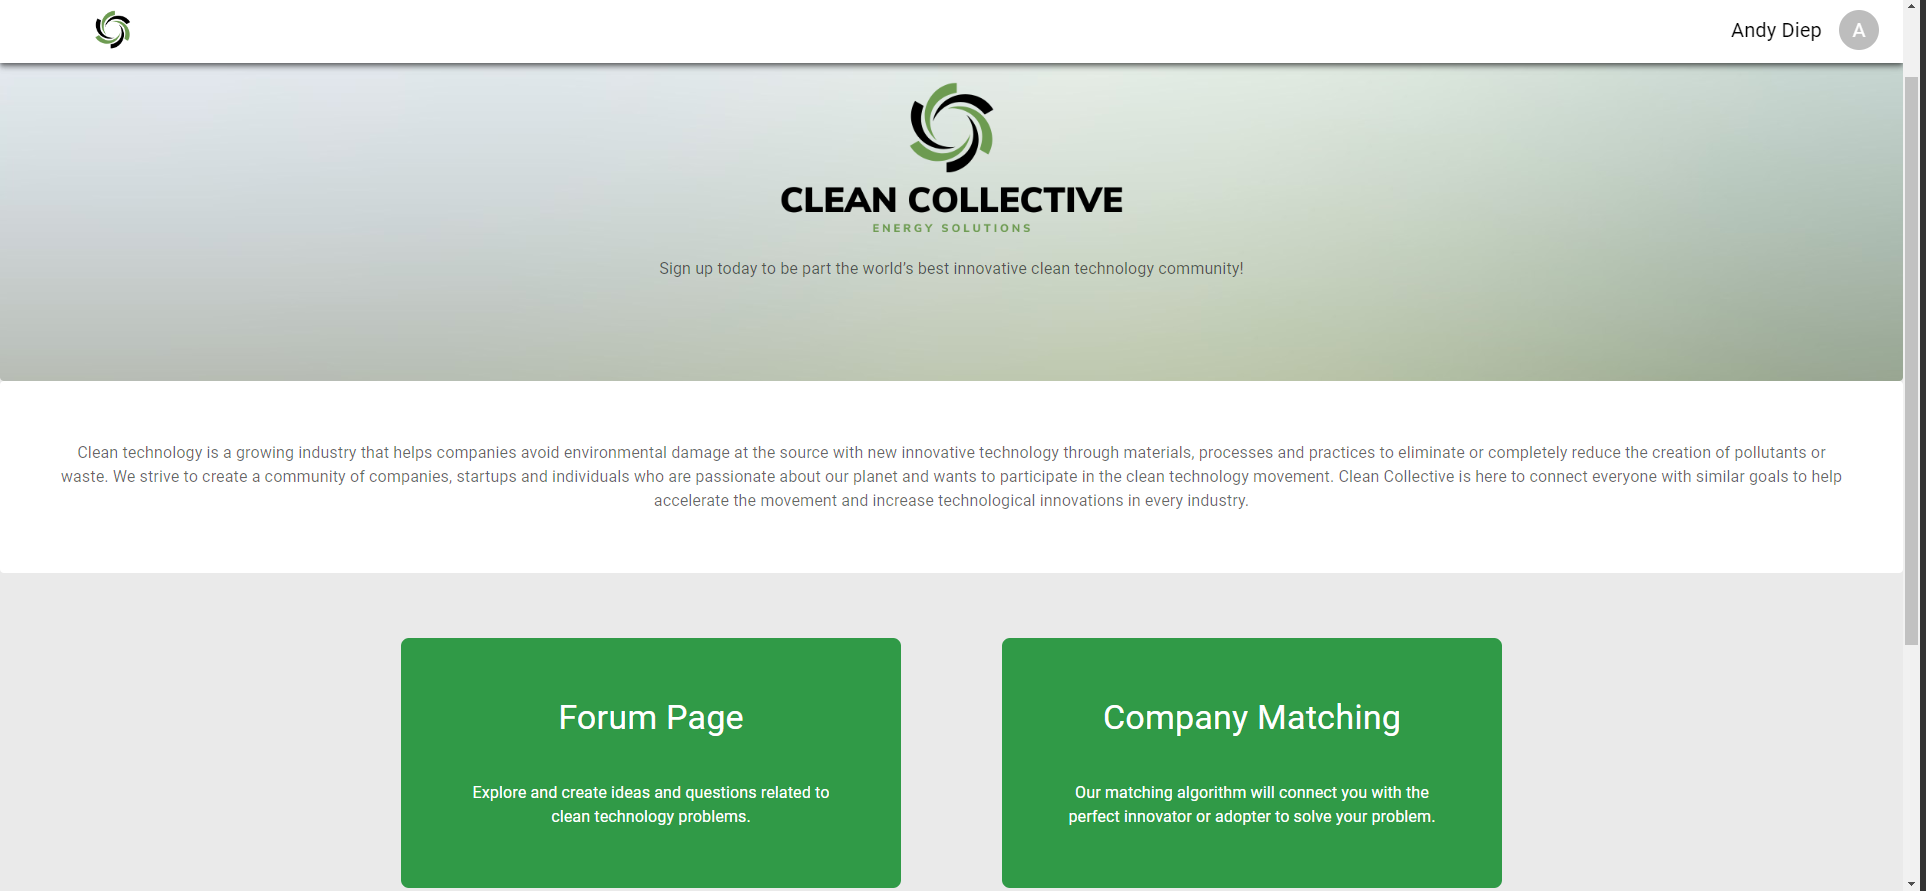 Andy Diep
A
CLEAN COLLECTIVE
ENERGY SOLUTIONS
Sign up today to be part the world’s best innovative clean technology community!
Clean technology is a growing industry that helps companies avoid environmental damage at the source with new innovative technology through materials, processes and practices to eliminate or completely reduce the creation of pollutants or
waste. We strive to create a community of companies, startups and individuals who are passionate about our planet and wants to participate in the clean technology movement. Clean Collective is here to connect everyone with similar goals to help
accelerate the movement and increase technological innovations in every industry.
Forum Page
Explore and create ideas and questions related to
clean technology problems.
Company Matching
Our matching algorithm will connect you with the
perfect innovator or adopter to solve your problem.